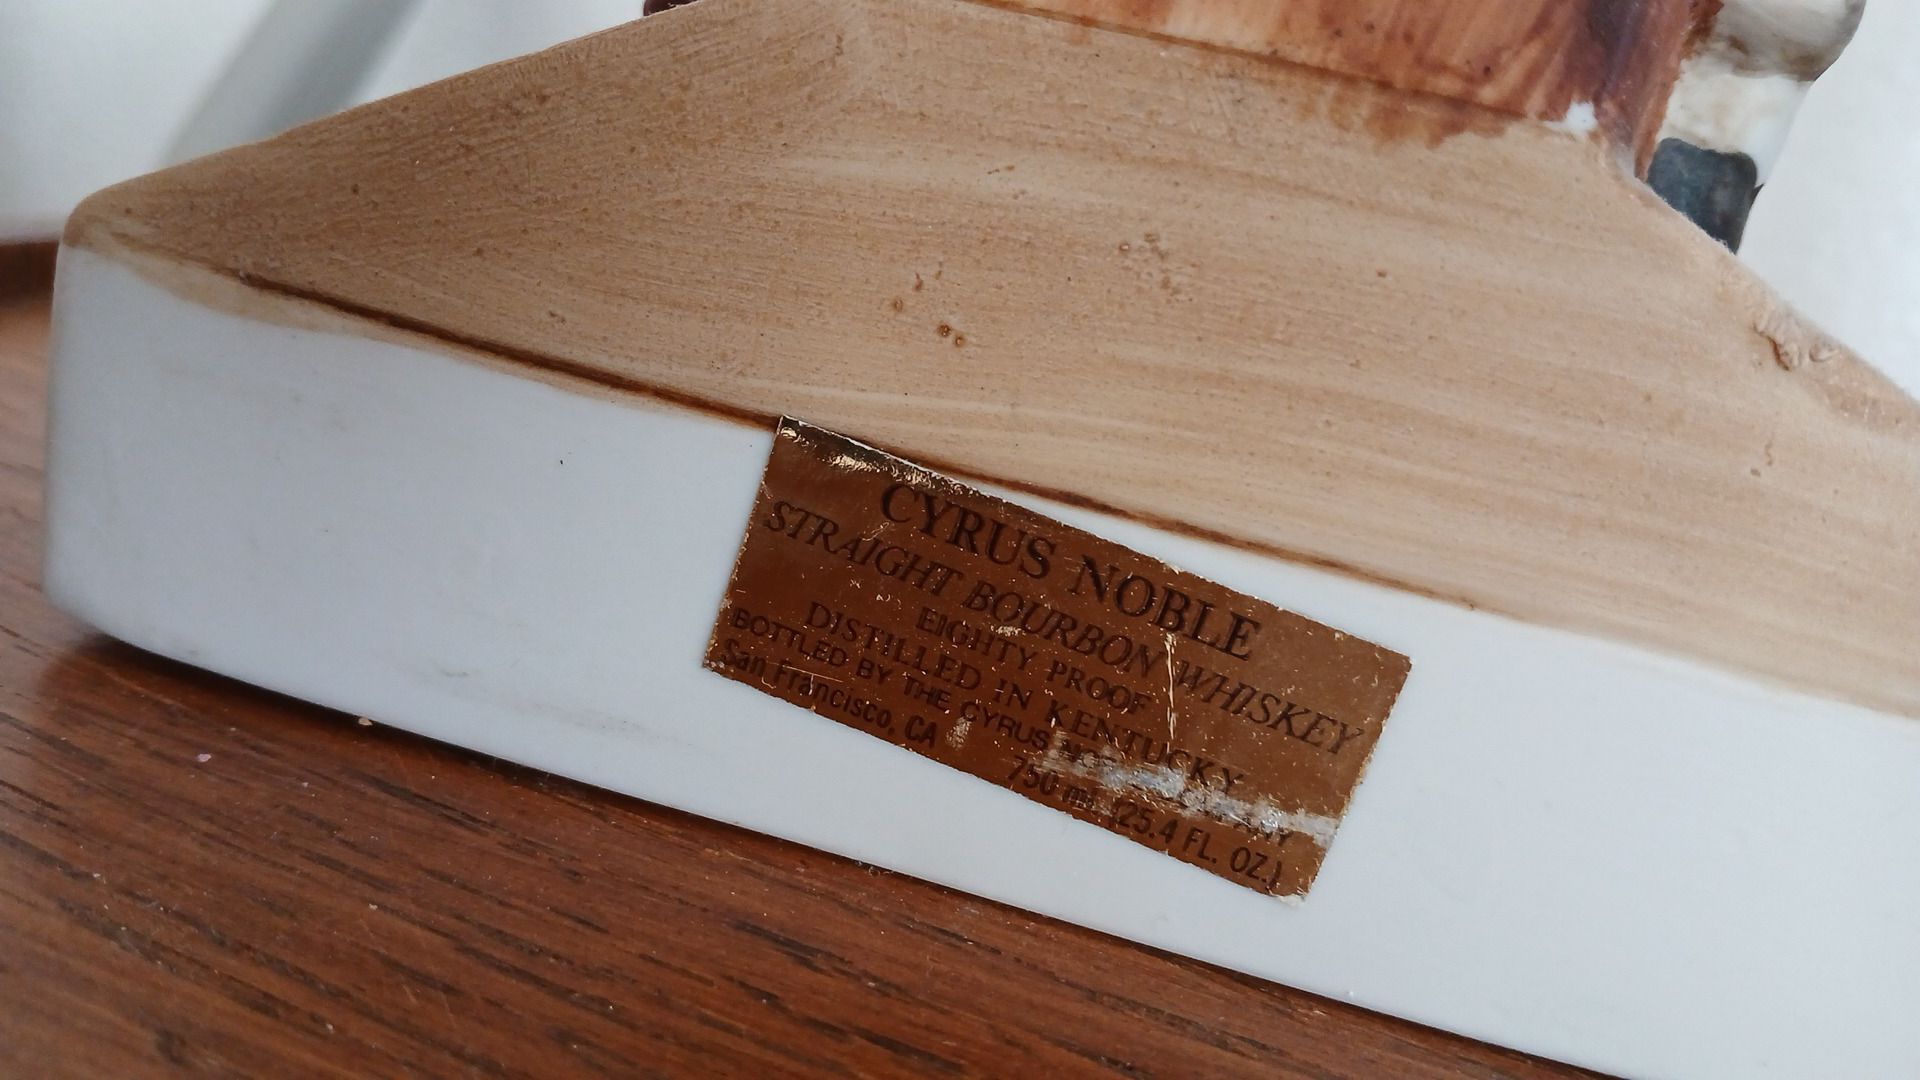 CYRUS NOBLE
STRAIGHT BOURBON WHISKEY
EIGHTY PROOF
DISTILLED IN KENTUCKY
BOTTLED BY THE CYRUS
San Francisco, CA 750 ml (25.4 FL. OZ.)